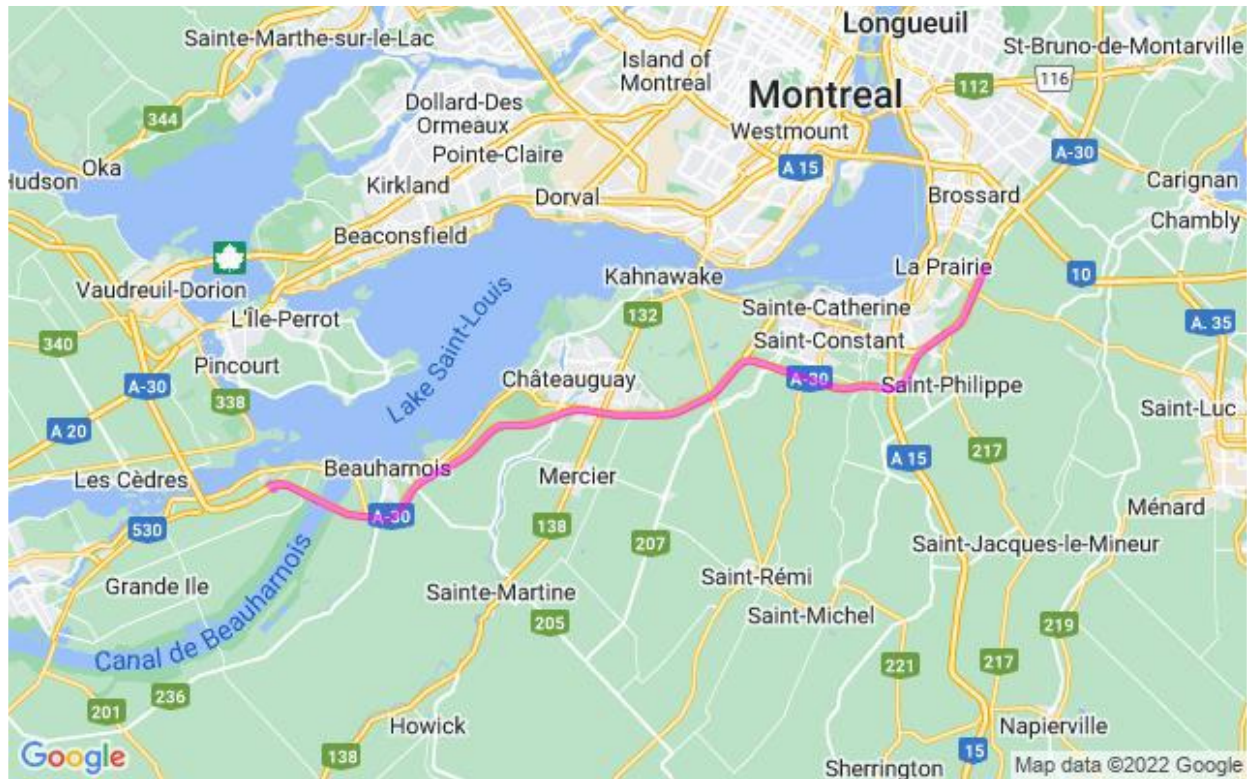 Longueuil
Sainte-Marthe-sur-le-Lac
St-Bruno-de-Montarville
Island of
Montreal
116
112
Montreal
Dollard-Des
Ormeaux
344
Westmount
A-30
Pointe-Claire
A 15
Oka
Hudson
Kirkland
Dorval
Brossard
Carignan
Chambly
Beaconsfield
La Prairie
10
Kahnawake
Vaudreuil-Dorion
Sainte-Catherine
L'Île-Perrot
132
A. 35
340
Saint-Constant
Pincourt
Lake Saint-Louis
Châteauguay
A-30
A-30
Saint-Philippe
338
Saint-Luc
A 20
217
A 15
Beauharnois
Mercier
Les Cèdres
Ménard
A-30
530
138
207
Saint-Jacques-le-Mineur
Grande Ile
Saint-Rémi
Sainte-Martine
Saint-Michel
205
219
Canal de Beauharnois
221
217
236
201
Howick
Napierville
138
15
Google
Sherrington
Map data ©2022 Google